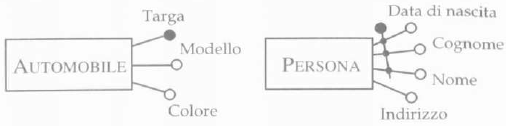 Targa
AUTOMOBILE
Modello
Colore
Data di nascita
Cognome
PERSONA
Nome
Indirizzo